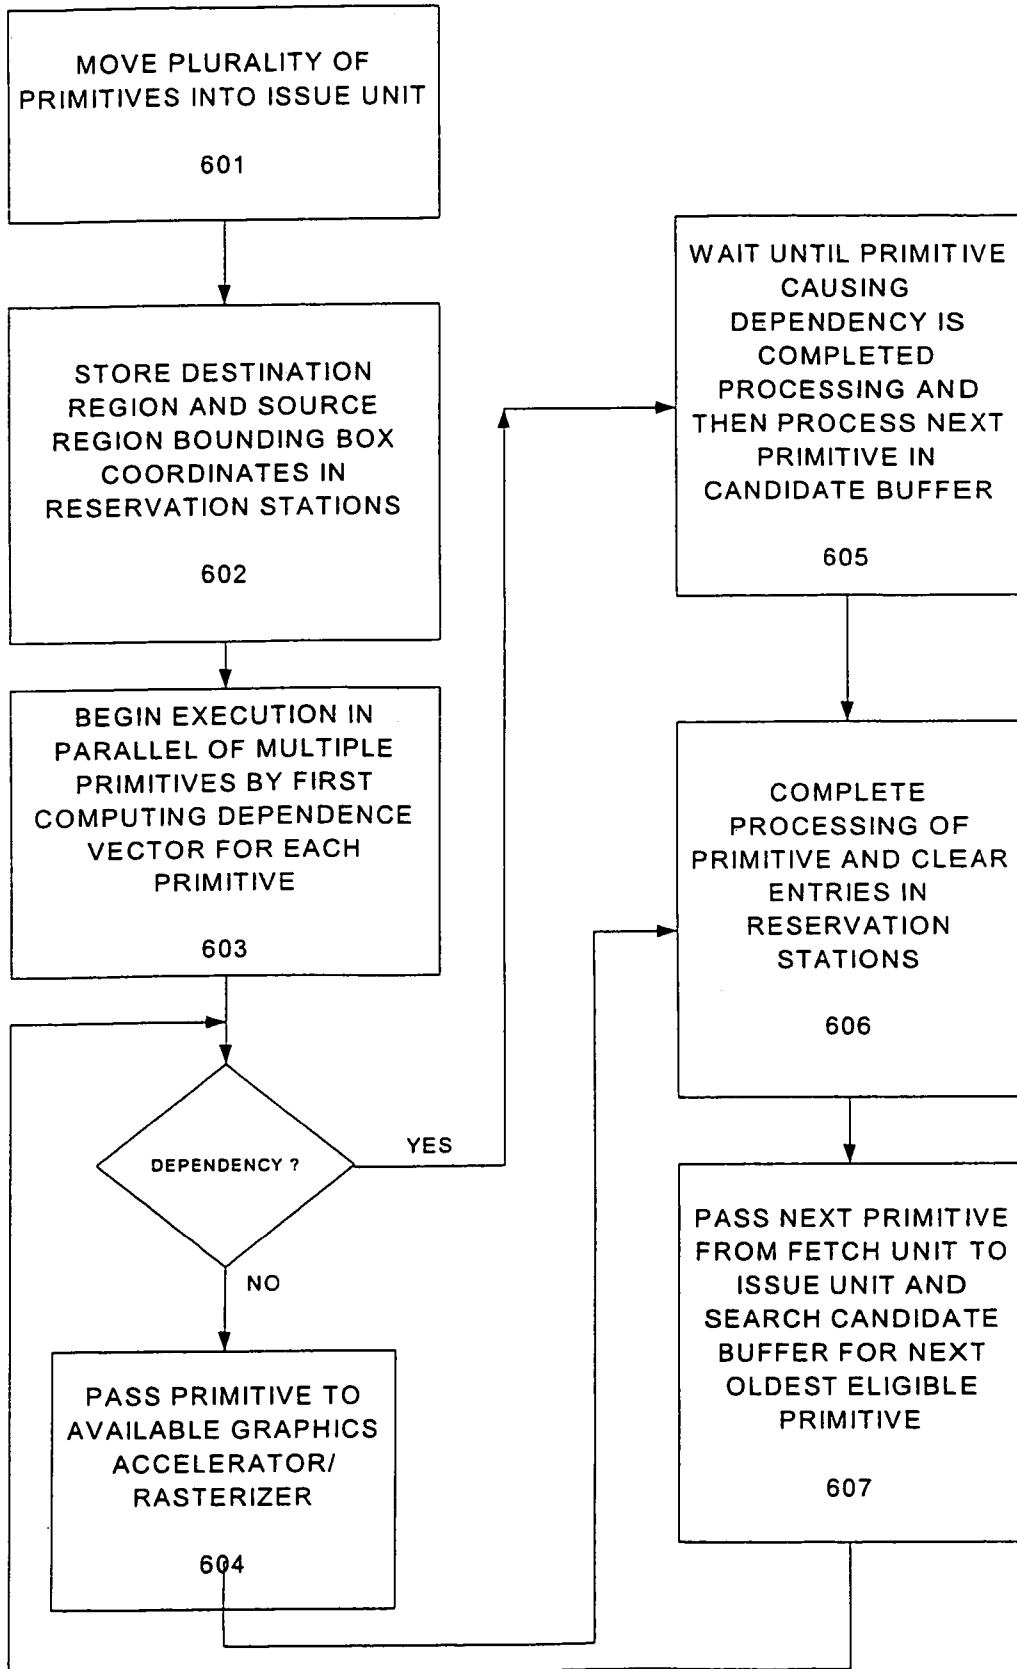 MOVE PLURALITY OF
PRIMITIVES INTO ISSUE UNIT
601
STORE DESTINATION
REGION AND SOURCE
REGION BOUNDING BOX
COORDINATES IN
RESERVATION STATIONS
602
BEGIN EXECUTION IN
PARALLEL OF MULTIPLE
PRIMITIVES BY FIRST
COMPUTING DEPENDENCE
VECTOR FOR EACH
PRIMITIVE
603
DEPENDENCY ?
YES
NO
PASS PRIMITIVE TO
AVAILABLE GRAPHICS
ACCELERATOR/
RASTERIZER
604
WAIT UNTIL PRIMITIVE
CAUSING
DEPENDENCY IS
COMPLETED
PROCESSING AND
THEN PROCESS NEXT
PRIMITIVE IN
CANDIDATE BUFFER
605
COMPLETE
PROCESSING OF
PRIMITIVE AND CLEAR
ENTRIES IN
RESERVATION
STATIONS
606
PASS NEXT PRIMITIVE
FROM FETCH UNIT TO
ISSUE UNIT AND
SEARCH CANDIDATE
BUFFER FOR NEXT
OLDEST ELIGIBLE
PRIMITIVE
607